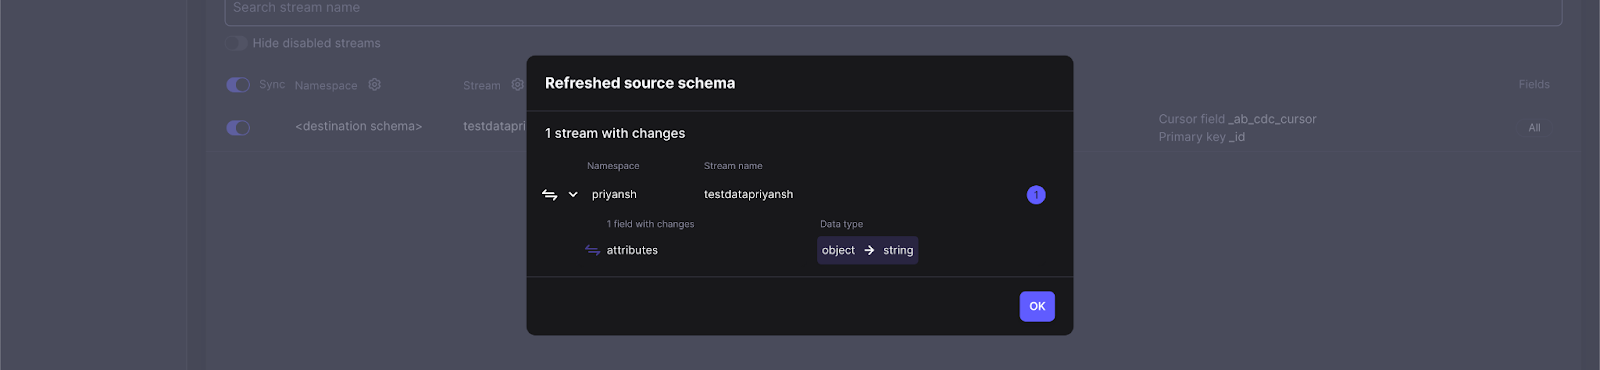 Search stream name
Hide disabled streams
Refreshed source schema
Sync Namespace Stream Fields
1 stream with changes
<destination schema> testdatapri Cursor field _ab_cdc_cursor All
Primary key _id
Namespace Stream name
priyansh testdatapriyansh 1
1 field with changes Data type
attributes object → string
OK